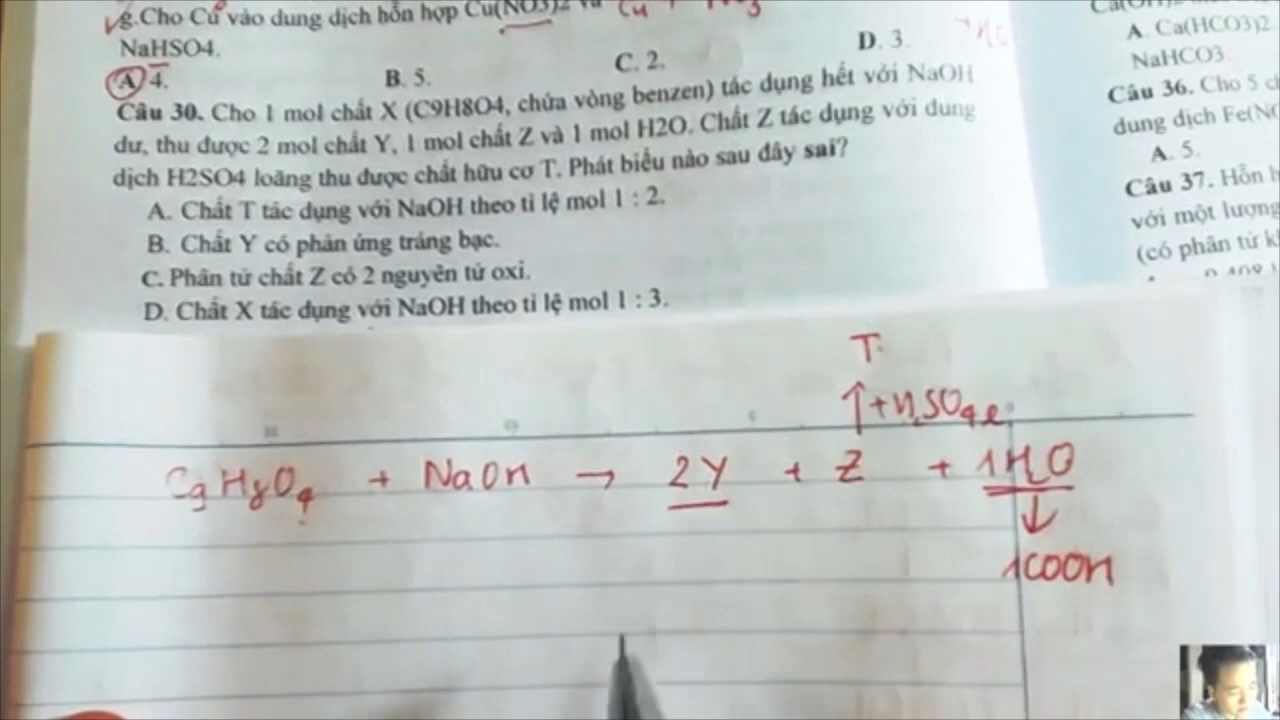 g.Cho Cu vào dung dịch hỗn hợp Cu(NO3)2 và
NaHSO4.
A. 4.
B. 5.
C. 2.
D. 3.
Câu 30. Cho 1 mol chất X (C9H8O4, chứa vòng benzen) tác dụng hết với NaOH
dư, thu được 2 mol chất Y, 1 mol chất Z và 1 mol H2O. Chất Z tác dụng với dung
dịch H2SO4 loãng thu được chất hữu cơ T. Phát biểu nào sau đây sai?
A. Chất T tác dụng với NaOH theo tỉ lệ mol 1 : 2.
B. Chất Y có phản ứng tráng bạc.
C. Phân tử chất Z có 2 nguyên tử oxi.
D. Chất X tác dụng với NaOH theo tỉ lệ mol 1 : 3.
A. Ca(HCO3)2
NaHCO3
Câu 36. Cho 5
dung dịch
A. 5.
Câu 37. Hỗn
với một lượng
(có phân tử
T
↑ + H2SO4 l
C9H8O4 + NaOH → 2Y + Z + 1H2O
↓
1COOH